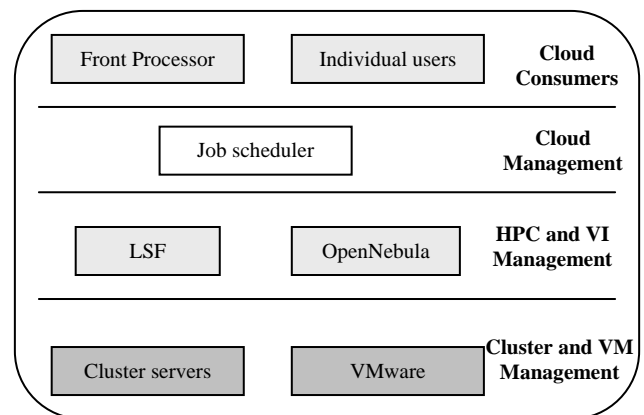 Front Processor
Individual users
Cloud
Consumers
Job scheduler
Cloud
Management
LSF
OpenNebula
HPC and VI
Management
Cluster servers
VMware
Cluster and VM
Management